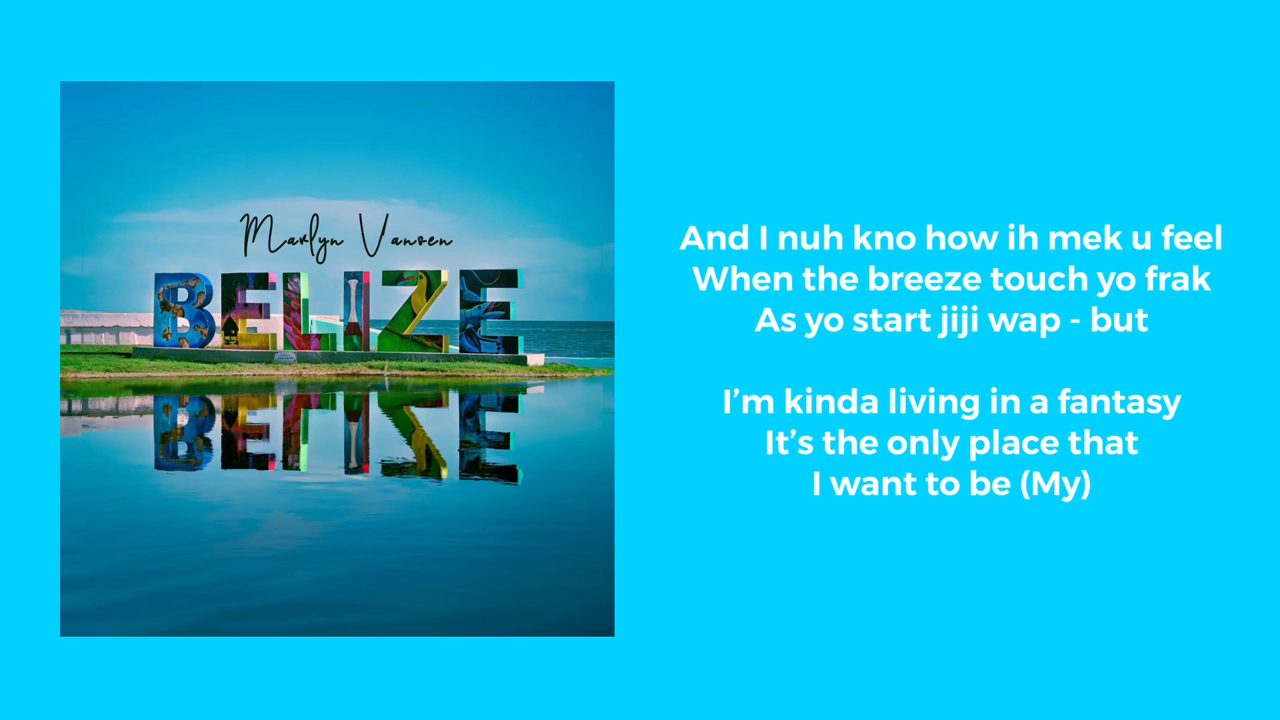 Marlyn Vansen
BELIZE
And I nuh kno how ih mek u feel
When the breeze touch yo frak
As yo start jiji wap - but
I’m kinda living in a fantasy
It’s the only place that
I want to be (My)